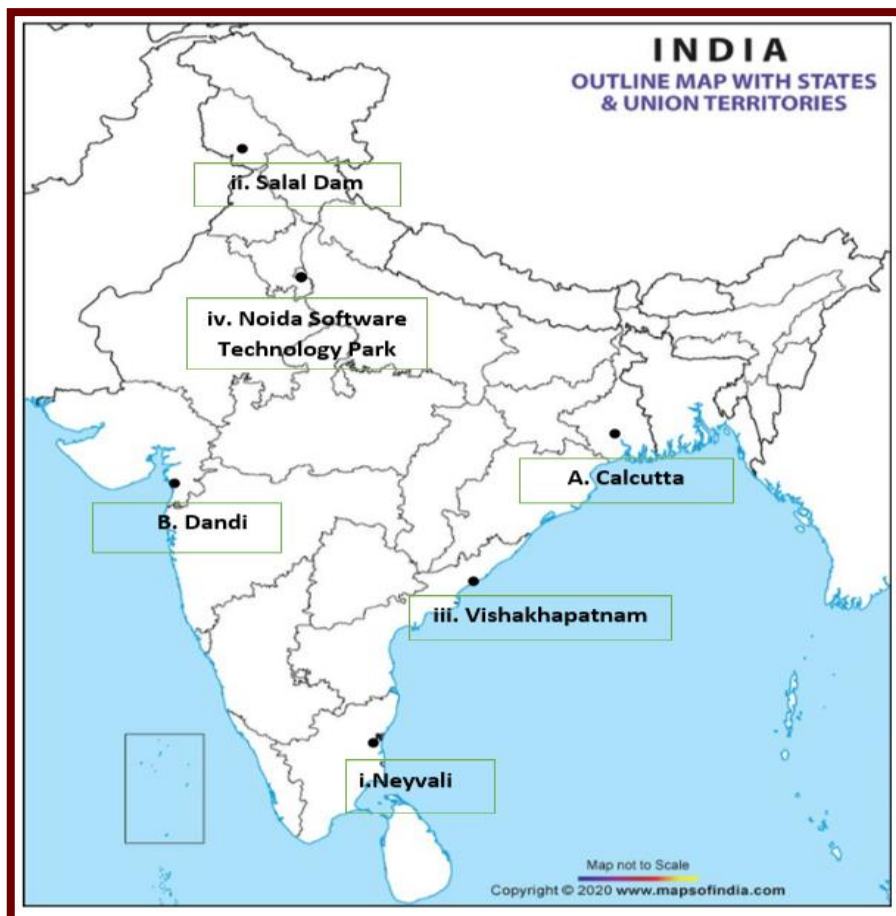 INDIA
OUTLINE MAP WITH STATES
& UNION TERRITORIES
ii. Salal Dam
iv. Noida Software
Technology Park
A. Calcutta
B. Dandi
iii. Vishakhapatnam
i.Neyvali
Map not to Scale
Copyright © 2020 www.mapsofindia.com